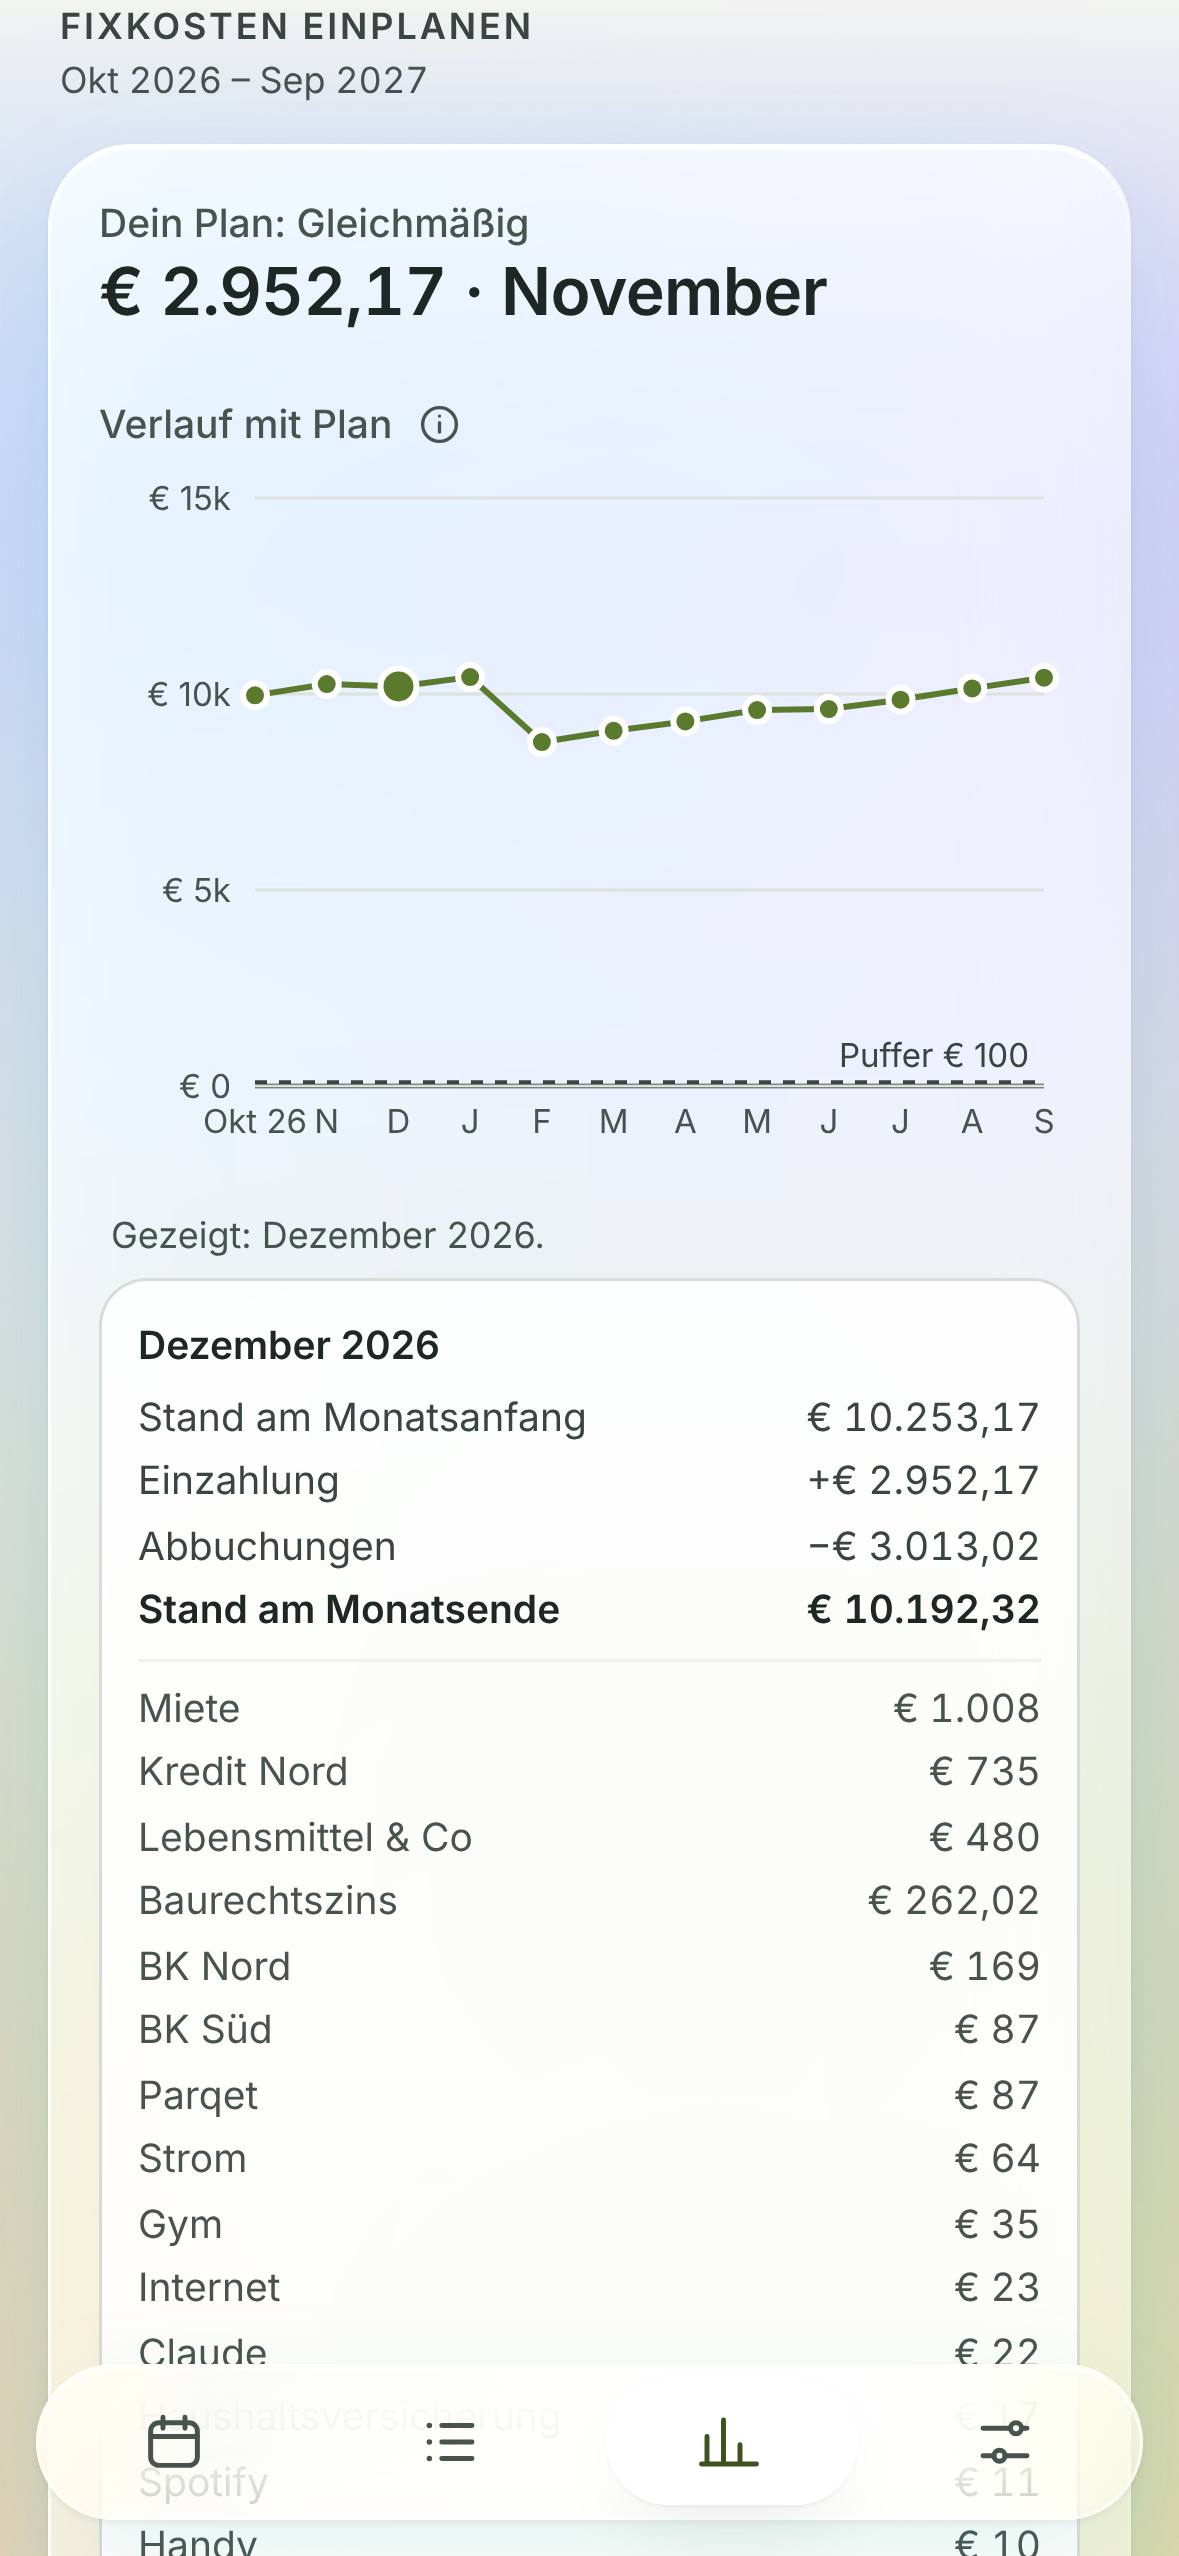 FIXKOSTEN EINPLANEN
Okt 2026 – Sep 2027
Dein Plan: Gleichmäßig
€ 2.952,17 · November
Verlauf mit Plan
€ 15k
€ 10k
€ 5k
Puffer € 100
€ 0
Okt 26 N D J F M A M J J A S
Gezeigt: Dezember 2026.
Dezember 2026
Stand am Monatsanfang € 10.253,17
Einzahlung +€ 2.952,17
Abbuchungen −€ 3.013,02
Stand am Monatsende € 10.192,32
Miete € 1.008
Kredit Nord € 735
Lebensmittel & Co € 480
Baurechtszins € 262,02
BK Nord € 169
BK Süd € 87
Parqet € 87
Strom € 64
Gym € 35
Internet € 23
Claude € 22
Haushaltsversicherung € 17
Spotify € 11
Handy € 10